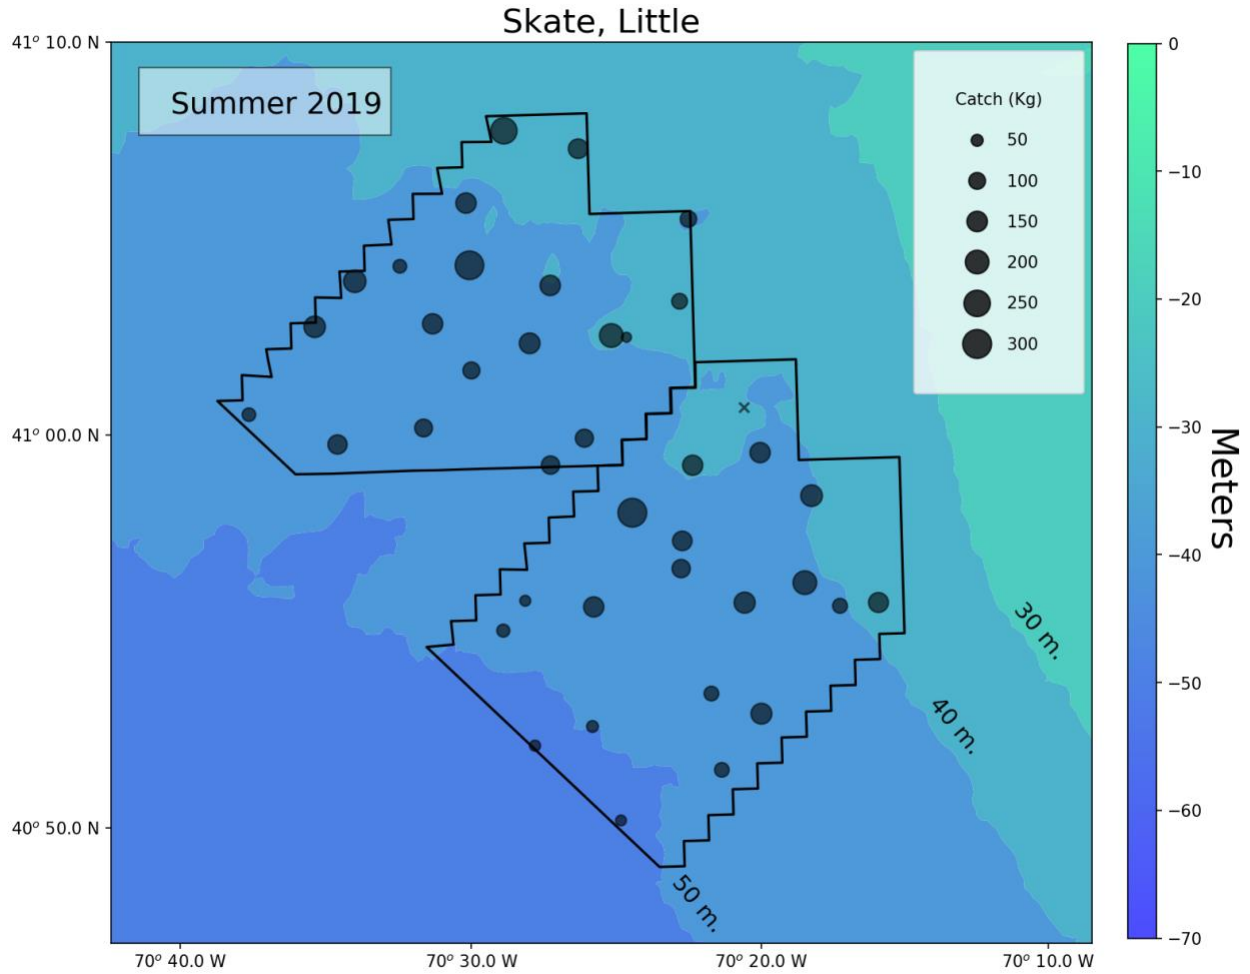 Skate, Little
41° 10.0 N
41° 00.0 N
40° 50.0 N
Summer 2019
Catch (Kg)
50
100
150
200
250
300
30 m.
40 m.
50 m.
70° 40.0 W
70° 30.0 W
70° 20.0 W
70° 10.0 W
0
−10
−20
−30
−40
−50
−60
−70
Meters